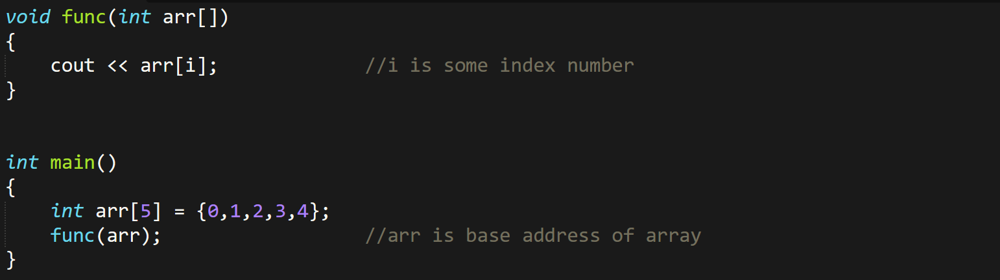 void func(int arr[])
{
    cout << arr[i];             //i is some index number
}
int main()
{
    int arr[5] = {0,1,2,3,4};
    func(arr);                  //arr is base address of array
}